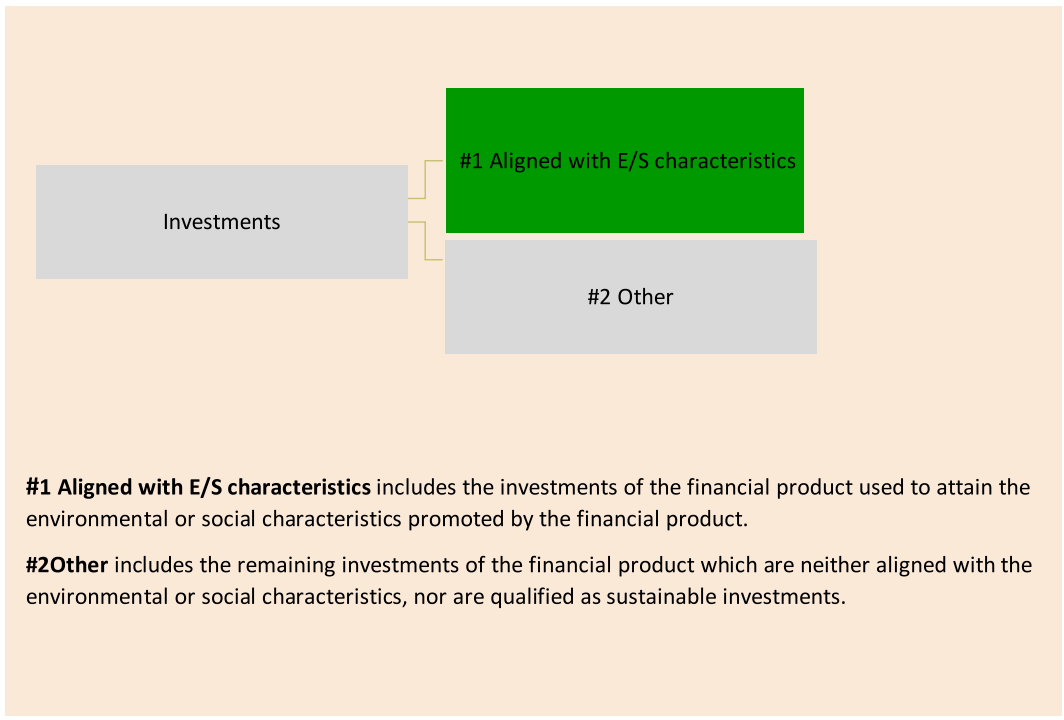 #1 Aligned with E/S characteristics
Investments
#2 Other
#1 Aligned with E/S characteristics includes the investments of the financial product used to attain the
environmental or social characteristics promoted by the financial product.
#2Other includes the remaining investments of the financial product which are neither aligned with the
environmental or social characteristics, nor are qualified as sustainable investments.